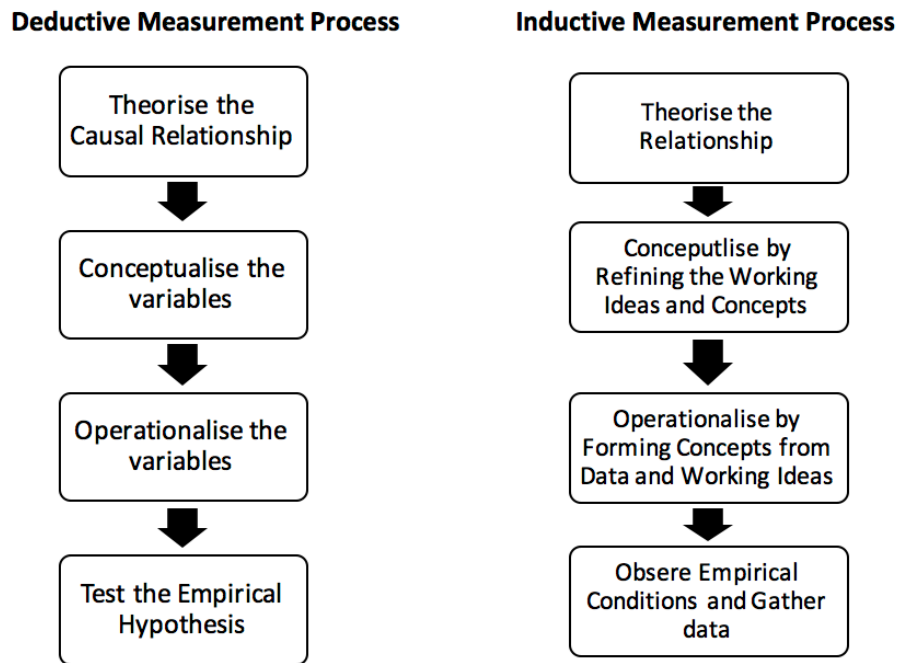 Deductive Measurement Process
Theorise the
Causal Relationship
Conceptualise the
variables
Operationalise the
variables
Test the Empirical
Hypothesis
Inductive Measurement Process
Theorise the
Relationship
Conceputlise by
Refining the Working
Ideas and Concepts
Operationalise by
Forming Concepts from
Data and Working Ideas
Obsere Empirical
Conditions and Gather
data